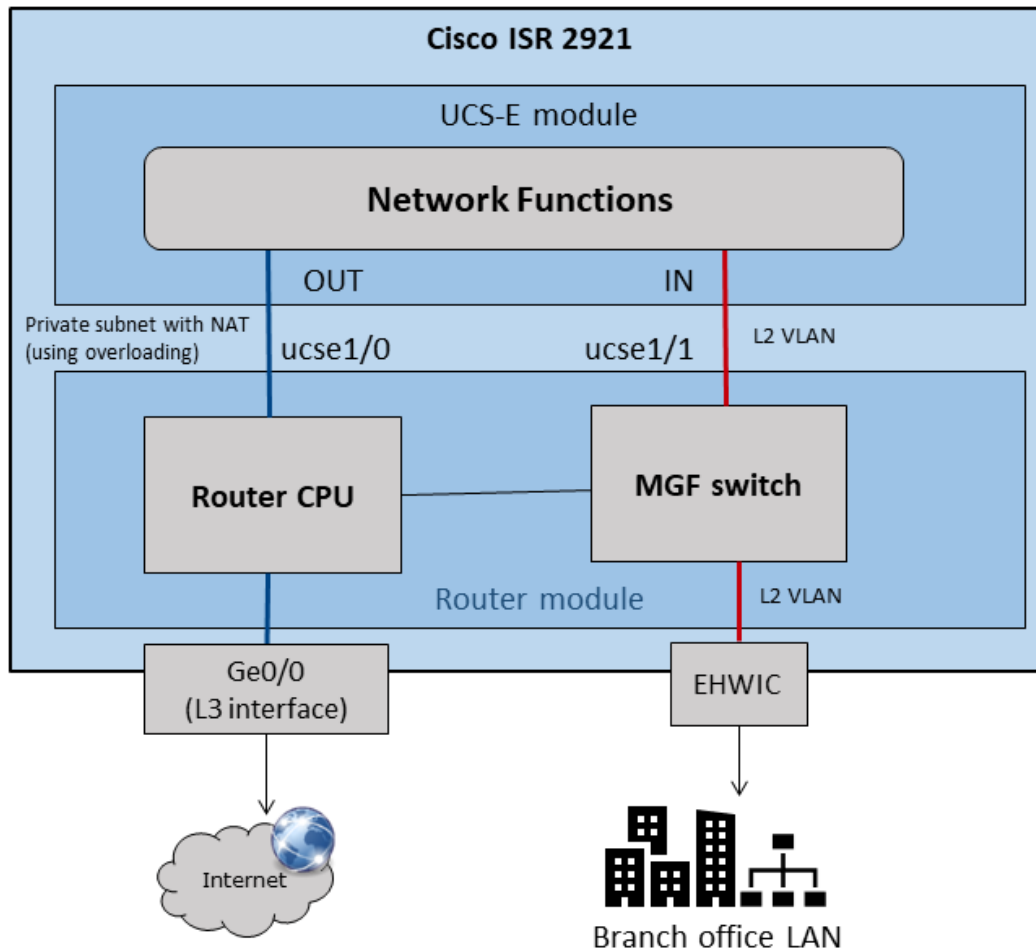 Cisco ISR 2921
UCS-E module
Network Functions
OUT
IN
Private subnet with NAT
(using overloading)
ucse1/0
ucse1/1
L2 VLAN
Router CPU
MGF switch
Router module
L2 VLAN
Ge0/0
(L3 interface)
EHWIC
Internet
Branch office LAN